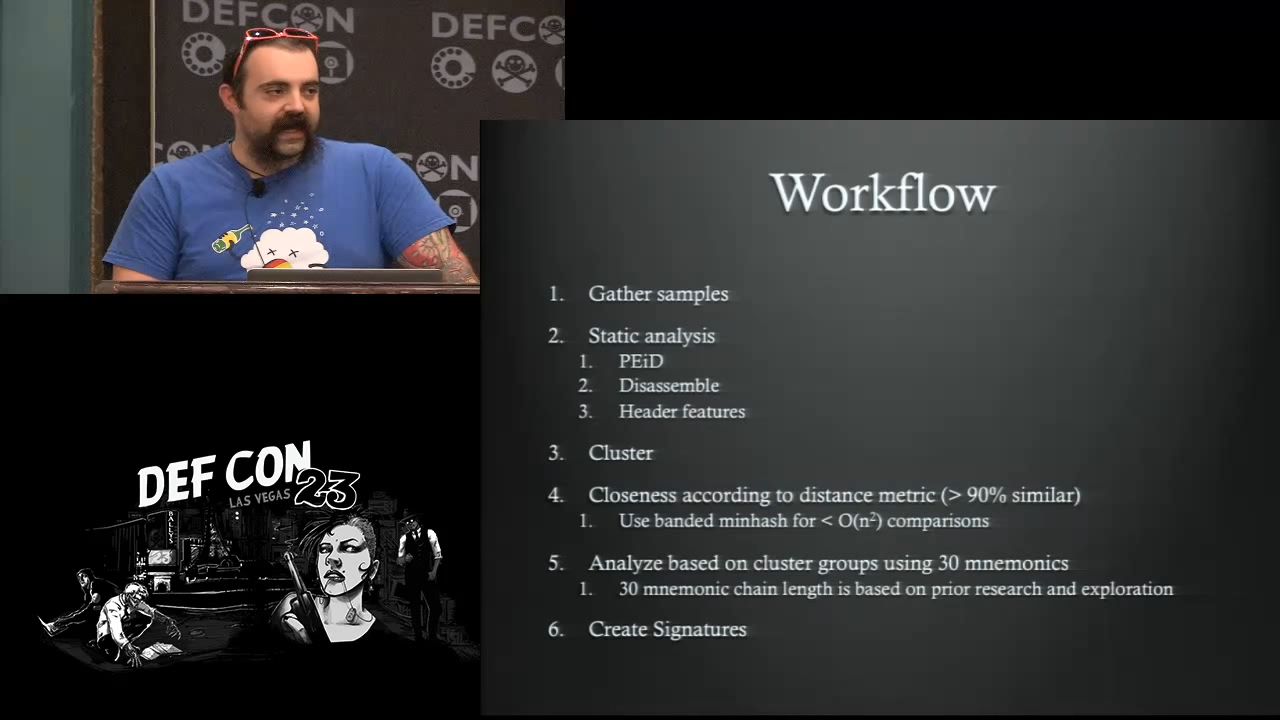 DEFCON
DEFCO
CON
Workflow
1. Gather samples
2. Static analysis
1. PEiD
2. Disassemble
3. Header features
3. Cluster
4. Closeness according to distance metric (> 90% similar)
1. Use banded minhash for < O(n²) comparisons
5. Analyze based on cluster groups using 30 mnemonics
1. 30 mnemonic chain length is based on prior research and exploration
6. Create Signatures
DEF CON 23
LAS VEGAS
BALLY'S